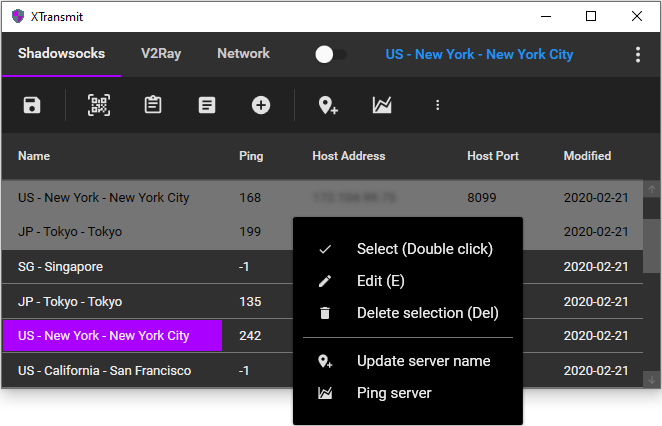 XTransmit
Shadowsocks V2Ray Network US - New York - New York City
Name Ping Host Address Host Port Modified
US - New York - New York City 168 8099 2020-02-21
JP - Tokyo - Tokyo 199 2020-02-21
SG - Singapore -1 2020-02-21
JP - Tokyo - Tokyo 135 2020-02-21
US - New York - New York City 242 2020-02-21
US - California - San Francisco -1 2020-02-21
Select (Double click)
Edit (E)
Delete selection (Del)
Update server name
Ping server